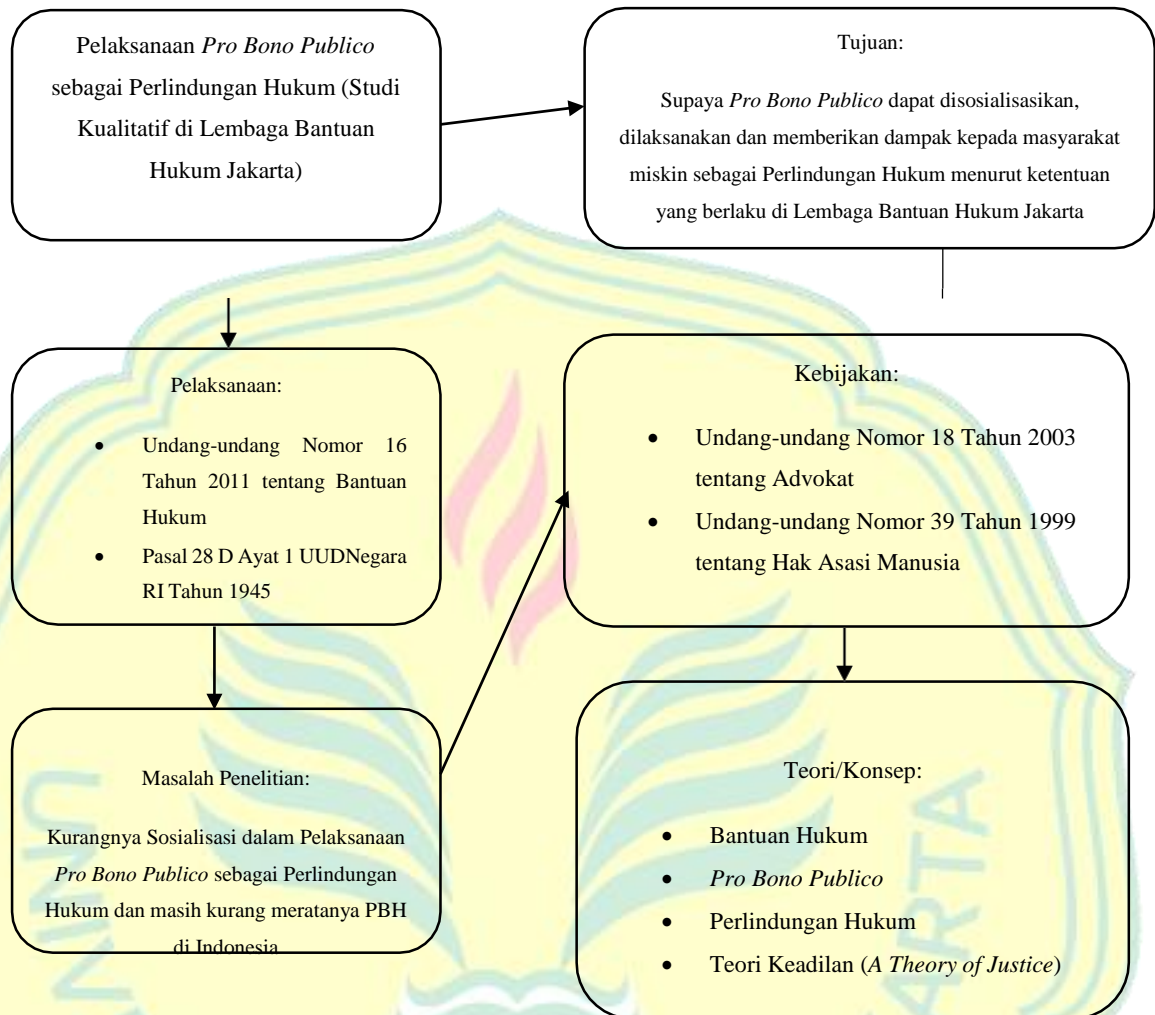 Pelaksanaan Pro Bono Publico
sebagai Perlindungan Hukum (Studi
Kualitatif di Lembaga Bantuan
Hukum Jakarta)
Tujuan:
Supaya Pro Bono Publico dapat disosialisasikan,
dilaksanakan dan memberikan dampak kepada masyarakat
miskin sebagai Perlindungan Hukum menurut ketentuan
yang berlaku di Lembaga Bantuan Hukum Jakarta
Pelaksanaan:
• Undang-undang Nomor 16
Tahun 2011 tentang Bantuan
Hukum
• Pasal 28 D Ayat 1 UUDNegara
RI Tahun 1945
Kebijakan:
• Undang-undang Nomor 18 Tahun 2003
tentang Advokat
• Undang-undang Nomor 39 Tahun 1999
tentang Hak Asasi Manusia
Masalah Penelitian:
Kurangnya Sosialisasi dalam Pelaksanaan
Pro Bono Publico sebagai Perlindungan
Hukum dan masih kurang meratanya PBH
di Indonesia
Teori/Konsep:
• Bantuan Hukum
• Pro Bono Publico
• Perlindungan Hukum
• Teori Keadilan (A Theory of Justice)